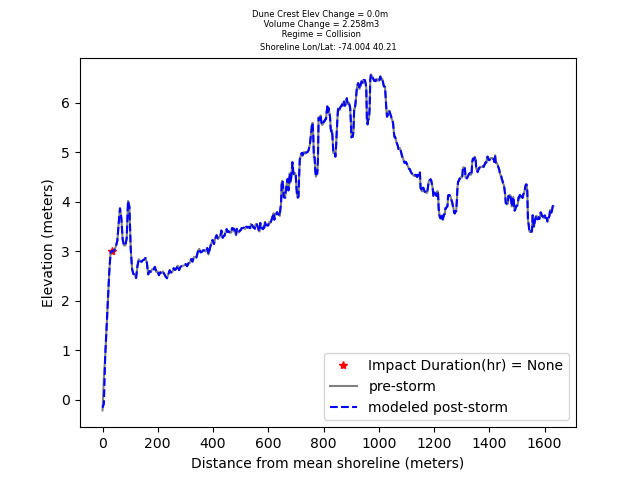 Dune Crest Elev Change = 0.0m
Volume Change = 2.258m3
Regime = Collision
Shoreline Lon/Lat: -74.004 40.21
6
5
4
3
2
1
0
Elevation (meters)
Impact Duration(hr) = None
pre-storm
modeled post-storm
0 200 400 600 800 1000 1200 1400 1600
Distance from mean shoreline (meters)